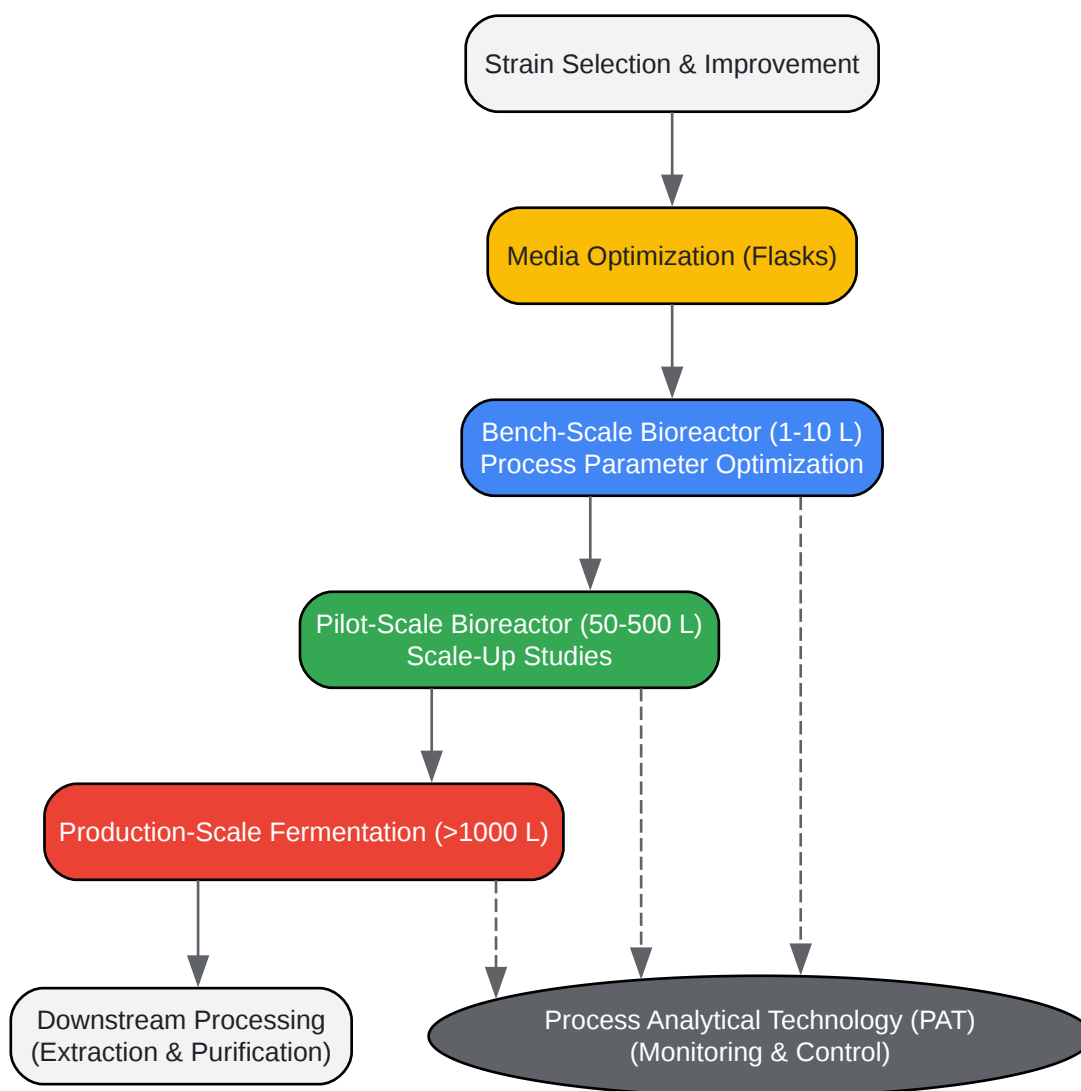 Strain Selection & Improvement
Media Optimization (Flasks)
Bench-Scale Bioreactor (1-10 L)
Process Parameter Optimization
Pilot-Scale Bioreactor (50-500 L)
Scale-Up Studies
Production-Scale Fermentation (>1000 L)
Downstream Processing
(Extraction & Purification)
Process Analytical Technology (PAT)
(Monitoring & Control)